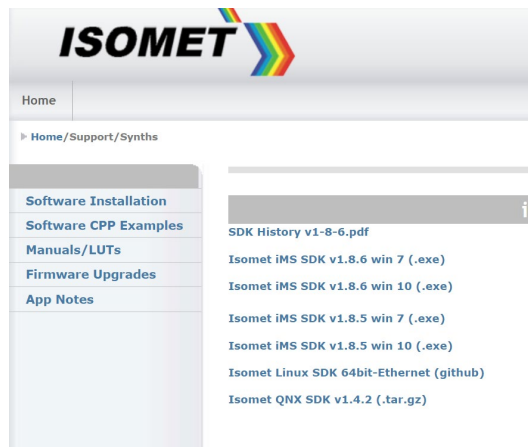 ISOMET
Home
Home/Support/Synths
Software Installation
Software CPP Examples
Manuals/LUTs
Firmware Upgrades
App Notes
i
SDK History v1-8-6.pdf
Isomet iMS SDK v1.8.6 win 7 (.exe)
Isomet iMS SDK v1.8.6 win 10 (.exe)
Isomet iMS SDK v1.8.5 win 7 (.exe)
Isomet iMS SDK v1.8.5 win 10 (.exe)
Isomet Linux SDK 64bit-Ethernet (github)
Isomet QNX SDK v1.4.2 (.tar.gz)